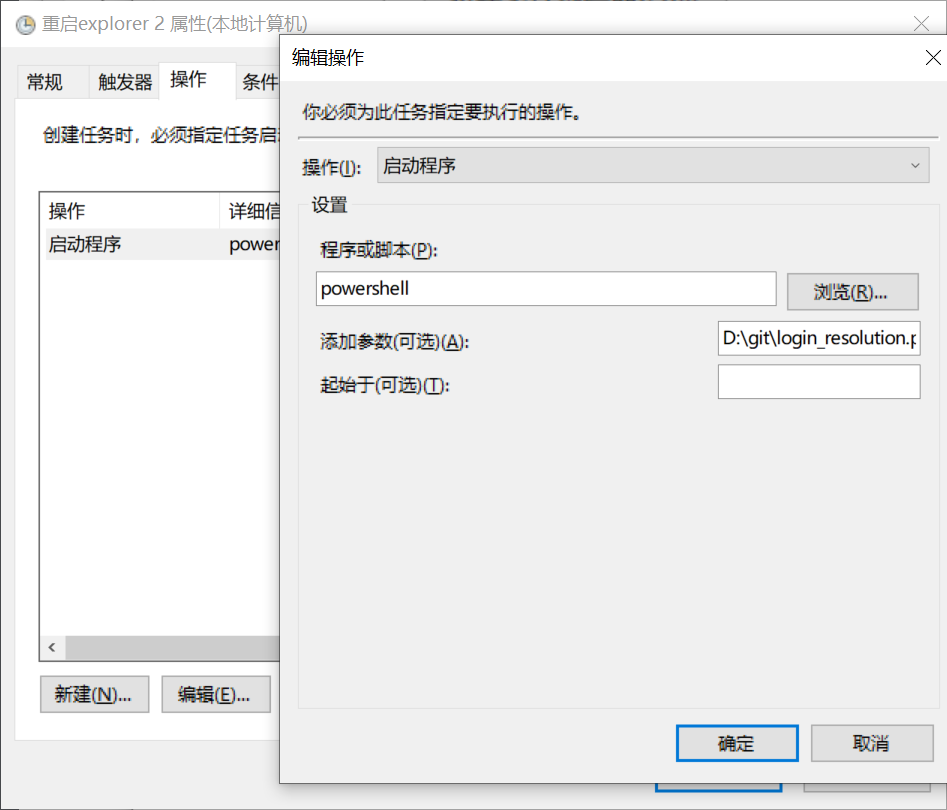 重启explorer 2 属性(本地计算机)
常规 触发器 操作 条件
创建任务时，必须指定任务启
操作 详细信
启动程序 power
新建(N)... 编辑(E)...
编辑操作
你必须为此任务指定要执行的操作。
操作(I): 启动程序
设置
程序或脚本(P):
powershell 浏览(R)...
添加参数(可选)(A): D:\git\login_resolution.p
起始于(可选)(T):
确定 取消